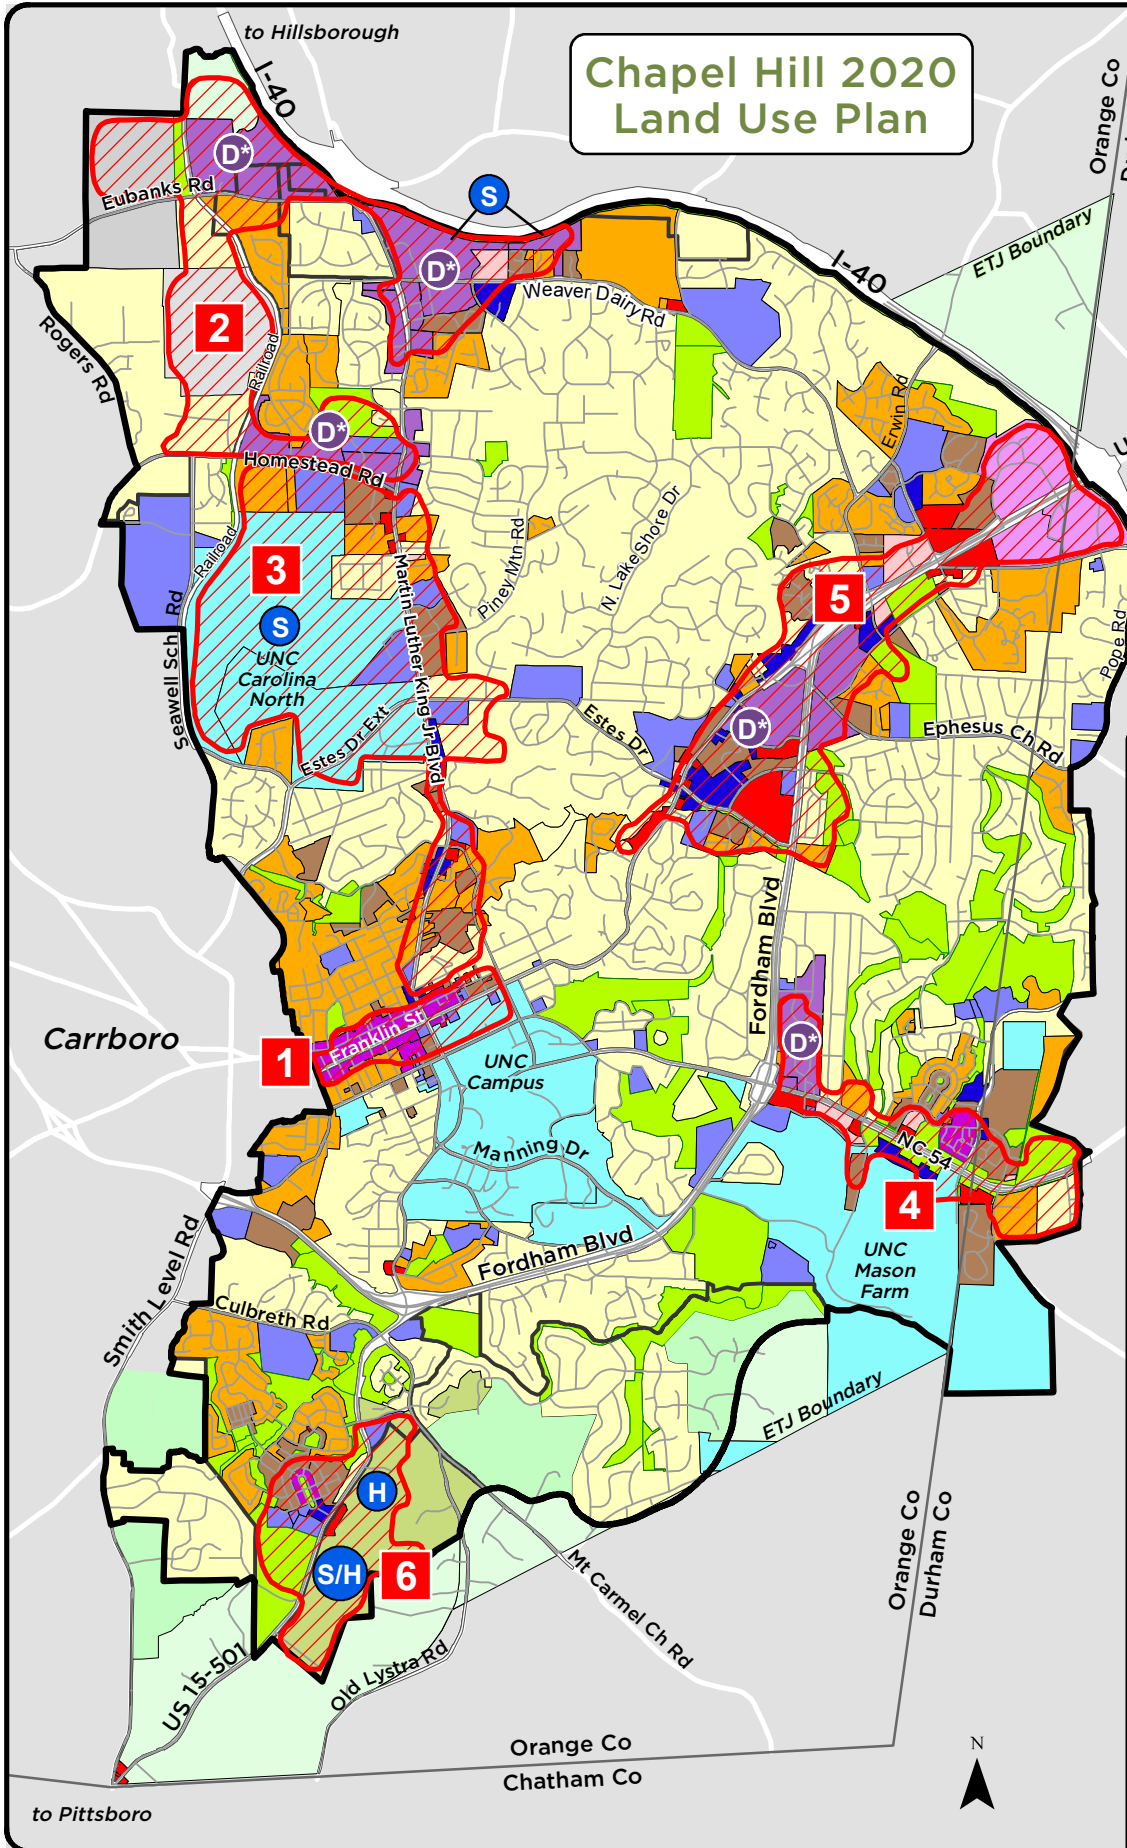 to Hillsborough
I-40
Chapel Hill 2020
Land Use Plan
Orange Co
D*
Eubanks Rd
S
ETJ Boundary
D*
I-40
Weaver Dairy Rd
2
Rogers Rd
Railroad
Erwin Rd
D*
Homestead Rd
U
Railroad
Piney Mtn Rd
N Lake Shore Dr
3
Martin Luther King Jr Blvd
5
S
Seawell Sch Rd
UNC
Carolina
North
Pope Rd
Estes Dr Ext
Estes Dr
D*
Ephesus Ch Rd
Fordham Blvd
Franklin St
Carrboro
1
D*
UNC
Campus
Manning Dr
NC 54
4
Smith Level Rd
Fordham Blvd
UNC
Mason
Farm
Culbreth Rd
ETJ Boundary
H
S/H
6
Orange Co
Durham Co
Mt Carmel Ch Rd
US 15-501
Old Lystra Rd
Orange Co
Chatham Co
N
to Pittsboro